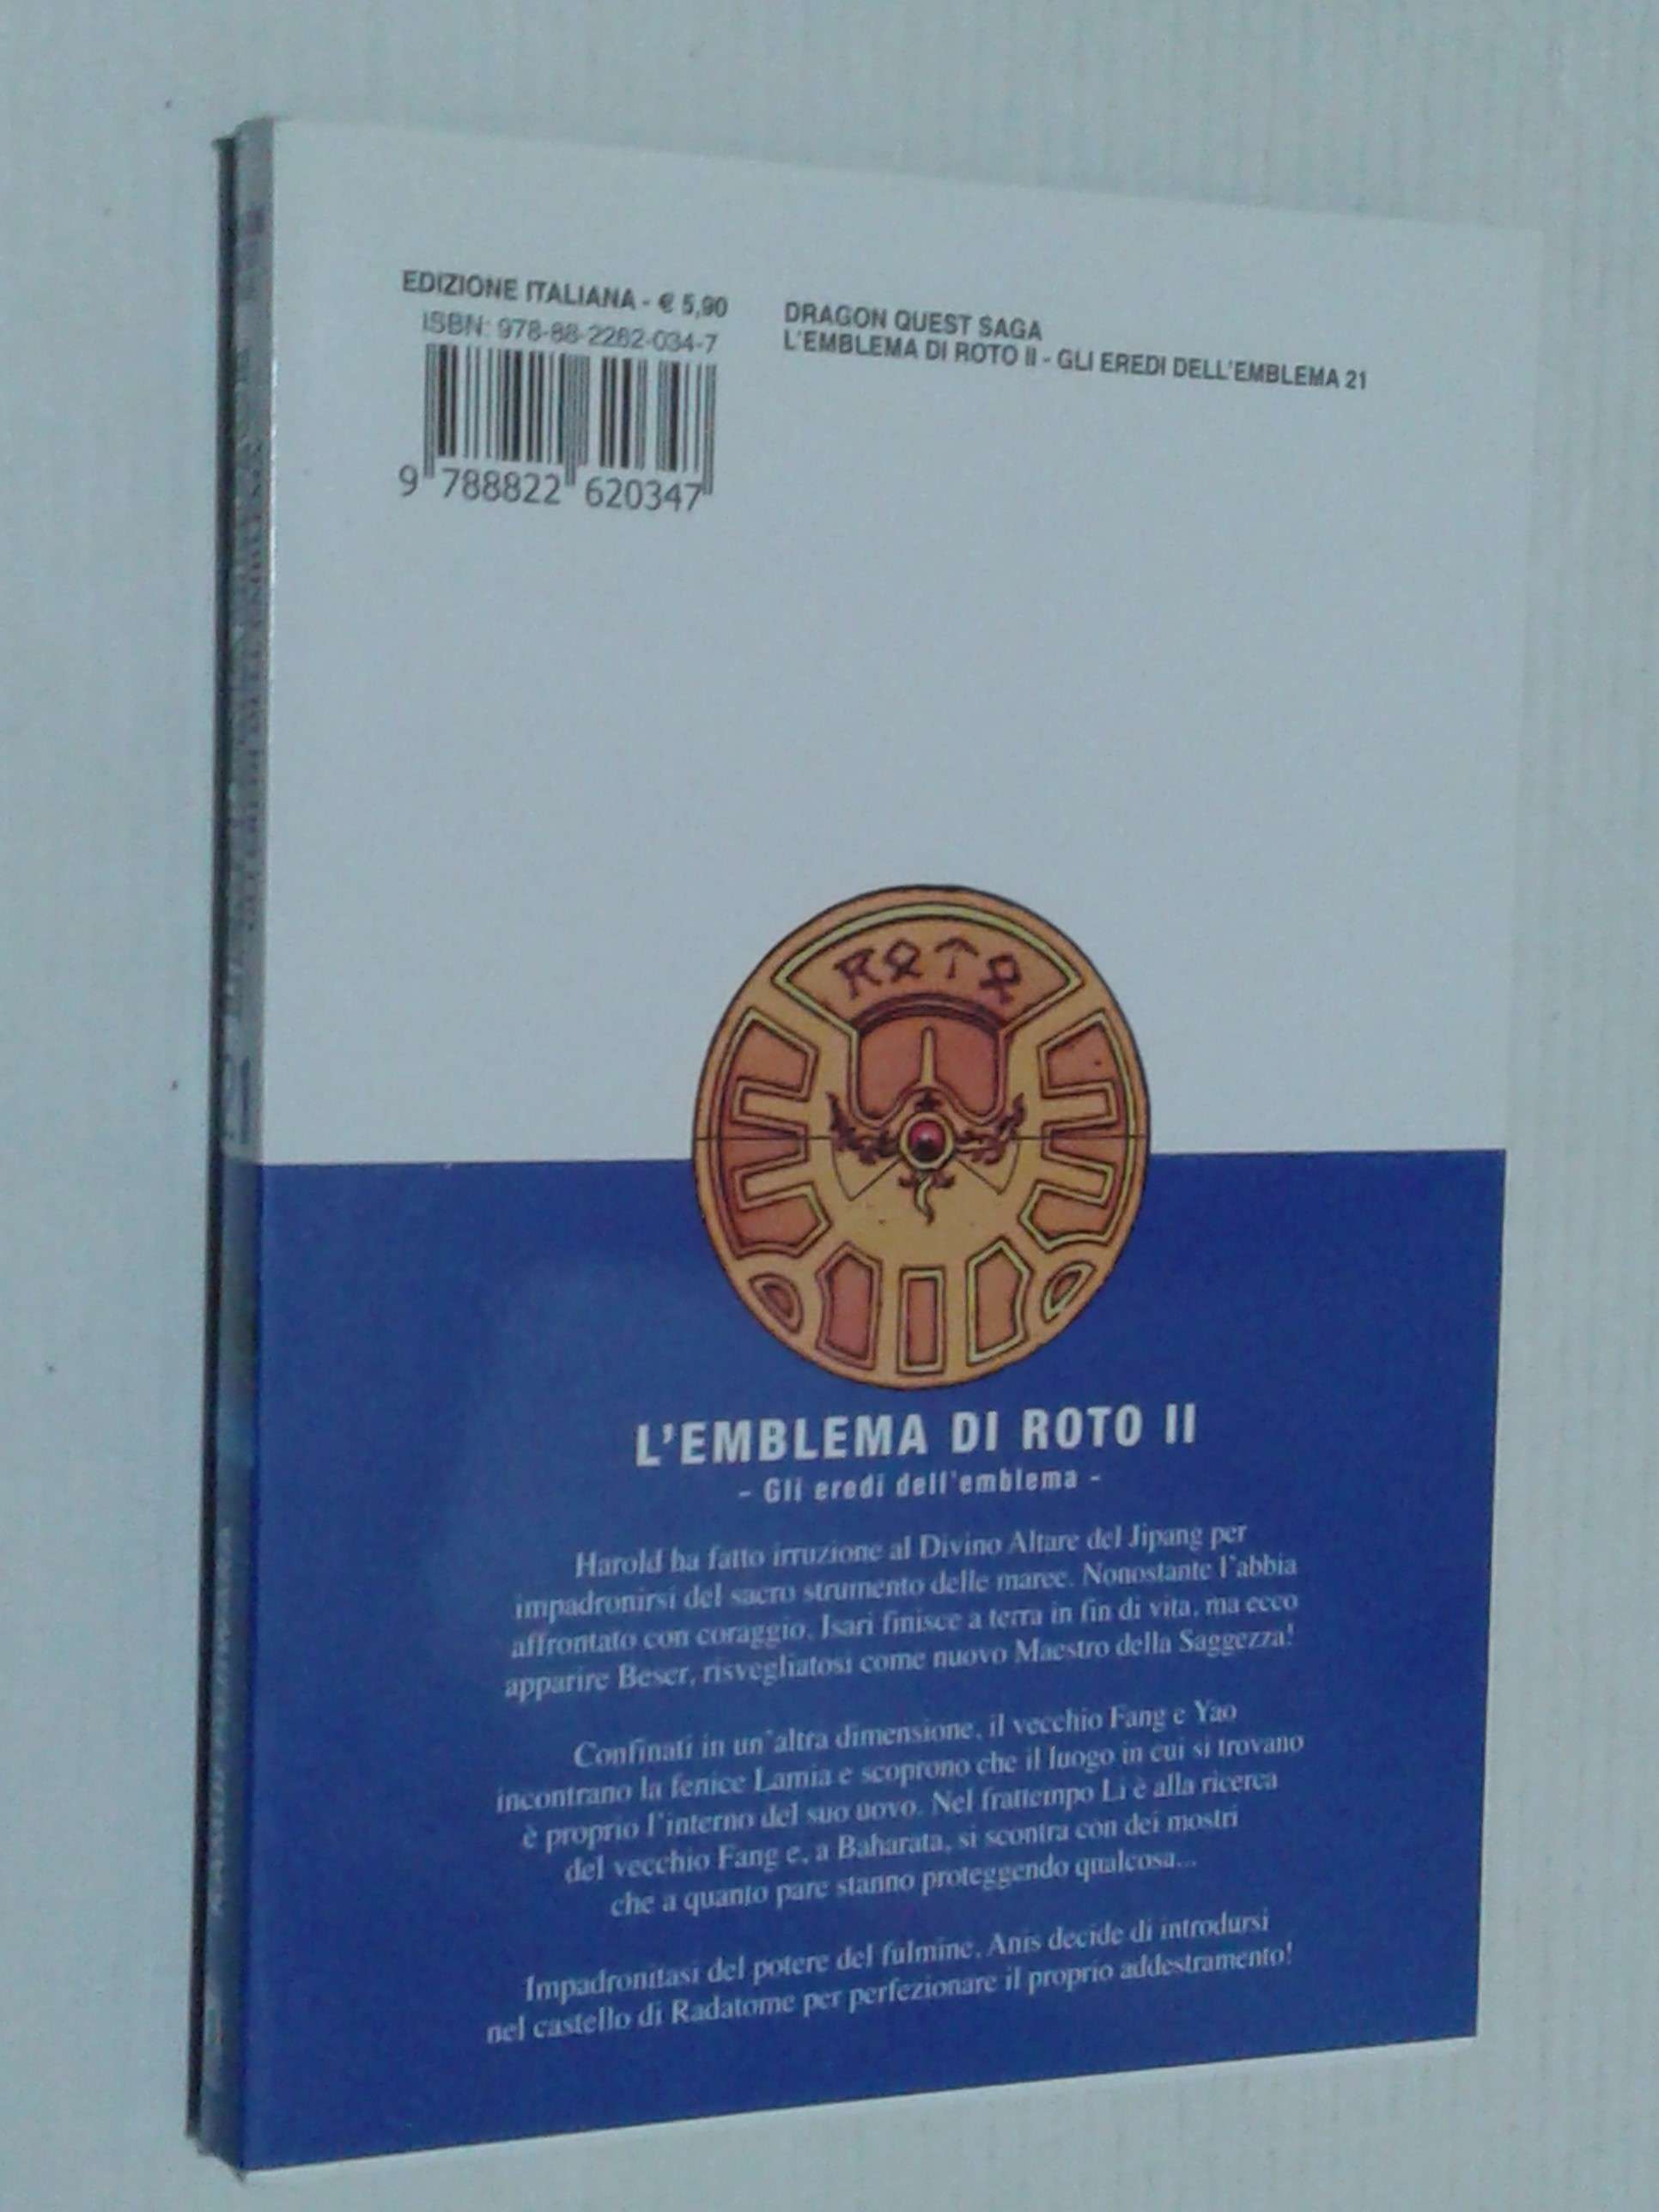 EDIZIONE ITALIANA - € 5,90
ISBN: 978-88-2262-034-7
9 788822 620347
DRAGON QUEST SAGA
L'EMBLEMA DI ROTO II - GLI EREDI DELL'EMBLEMA 21
ROTO
L'EMBLEMA DI ROTO II
- Gli eredi dell'emblema -
Harold ha fatto irruzione al Divino Altare del Jipang per
impadronirsi del sacro strumento delle maree. Nonostante l'abbia
affrontato con coraggio, Isari finisce a terra in fin di vita, ma ecco
apparire Beser, risvegliatosi come nuovo Maestro della Saggezza!
Confinati in un'altra dimensione, il vecchio Fang e Yao
incontrano la fenice Lamia e scoprono che il luogo in cui si trovano
è proprio l'interno del suo uovo. Nel frattempo Li è alla ricerca
del vecchio Fang e, a Baharata, si scontra con dei mostri
che a quanto pare stanno proteggendo qualcosa...
Impadronitasi del potere del fulmine, Anis decide di introdursi
nel castello di Radatome per perfezionare il proprio addestramento!